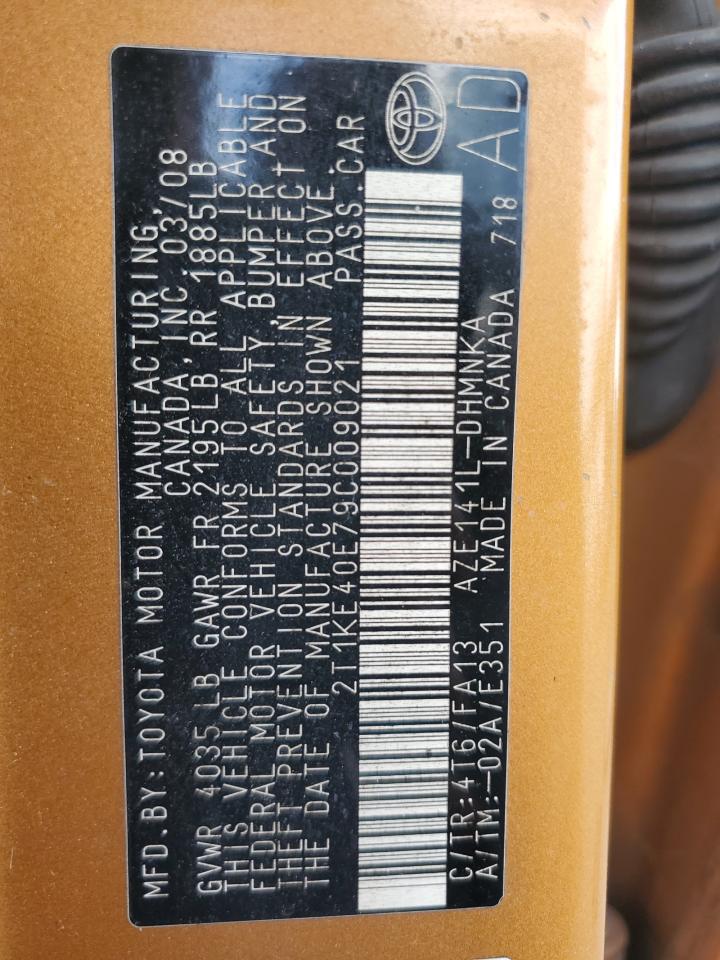 MFD.BY:TOYOTA MOTOR MANUFACTURING,
CANADA, INC. 03/08
GVWR 4035 LB GAWR FR 2195LB RR 1885LB
THIS VEHICLE CONFORMS TO ALL APPLICABLE
FEDERAL MOTOR VEHICLE SAFETY, BUMPER AND
THEFT PREVENTION STANDARDS IN EFFECT ON
THE DATE OF MANUFACTURE SHOWN ABOVE.
2T1KE40E79C009021 PASS.CAR
C/TR:4T6/FA13 AZE141L-DHMNKA
A/TM:-02A/E351 MADE IN CANADA 718
AD